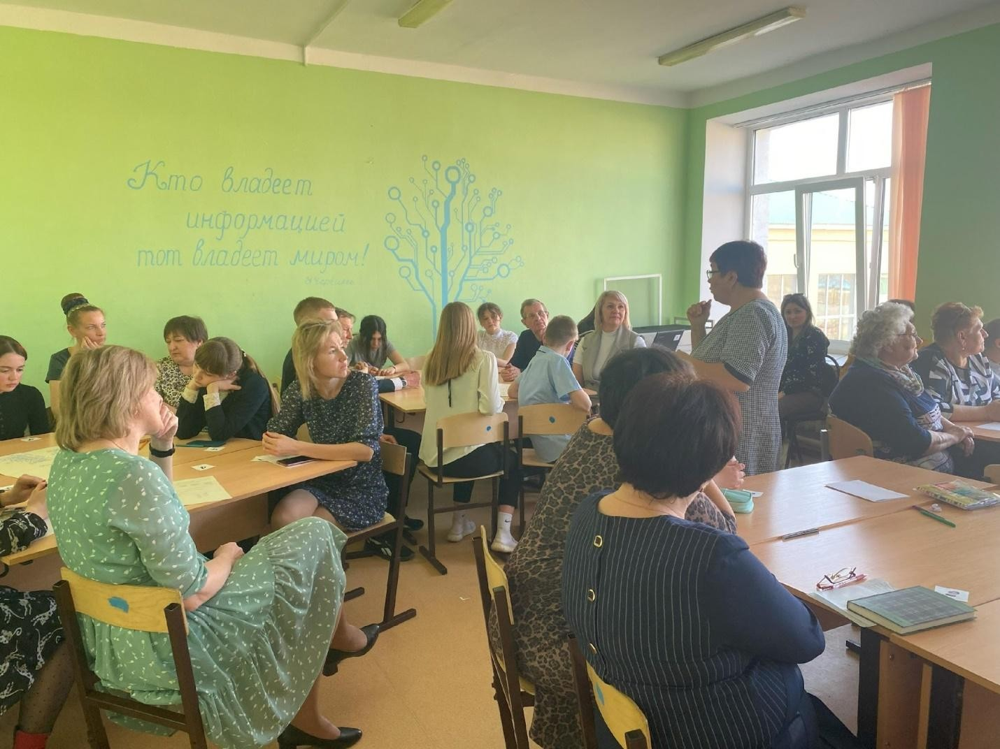 Кто владеет
информацией
тот владеет миром!